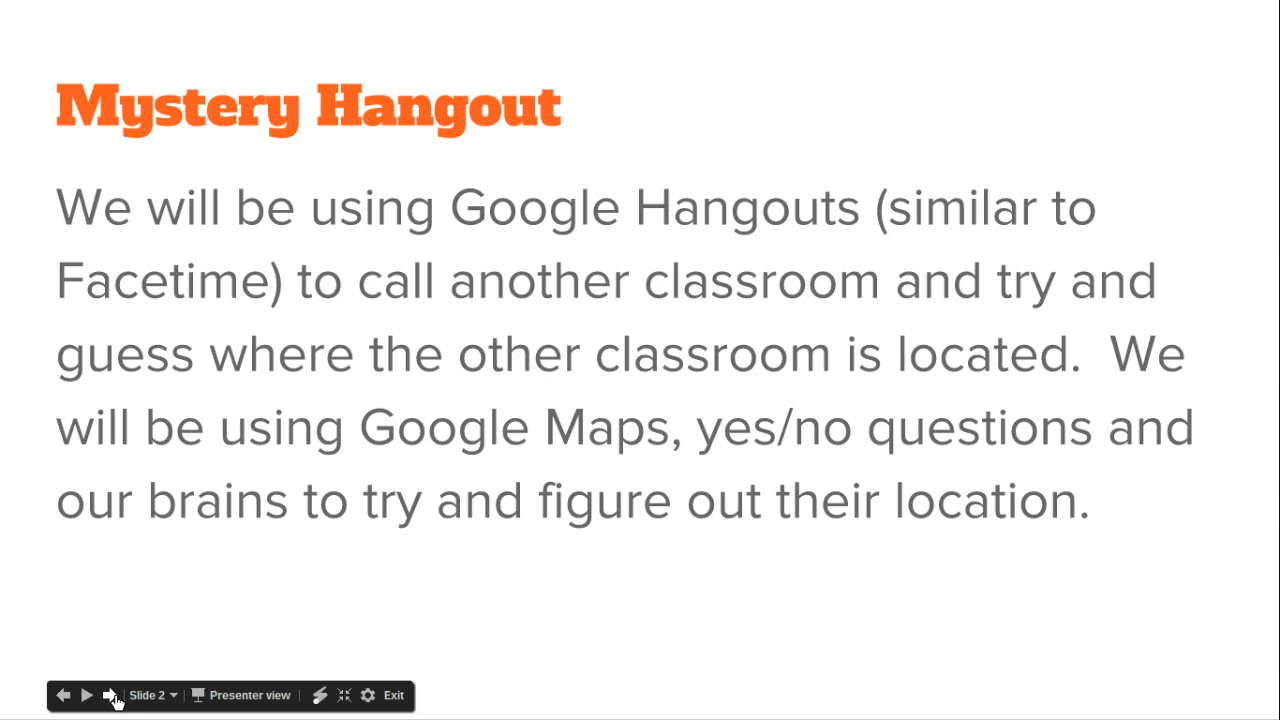 Mystery Hangout
We will be using Google Hangouts (similar to
Facetime) to call another classroom and try and
guess where the other classroom is located.  We
will be using Google Maps, yes/no questions and
our brains to try and figure out their location.
Slide 2 Presenter view Exit